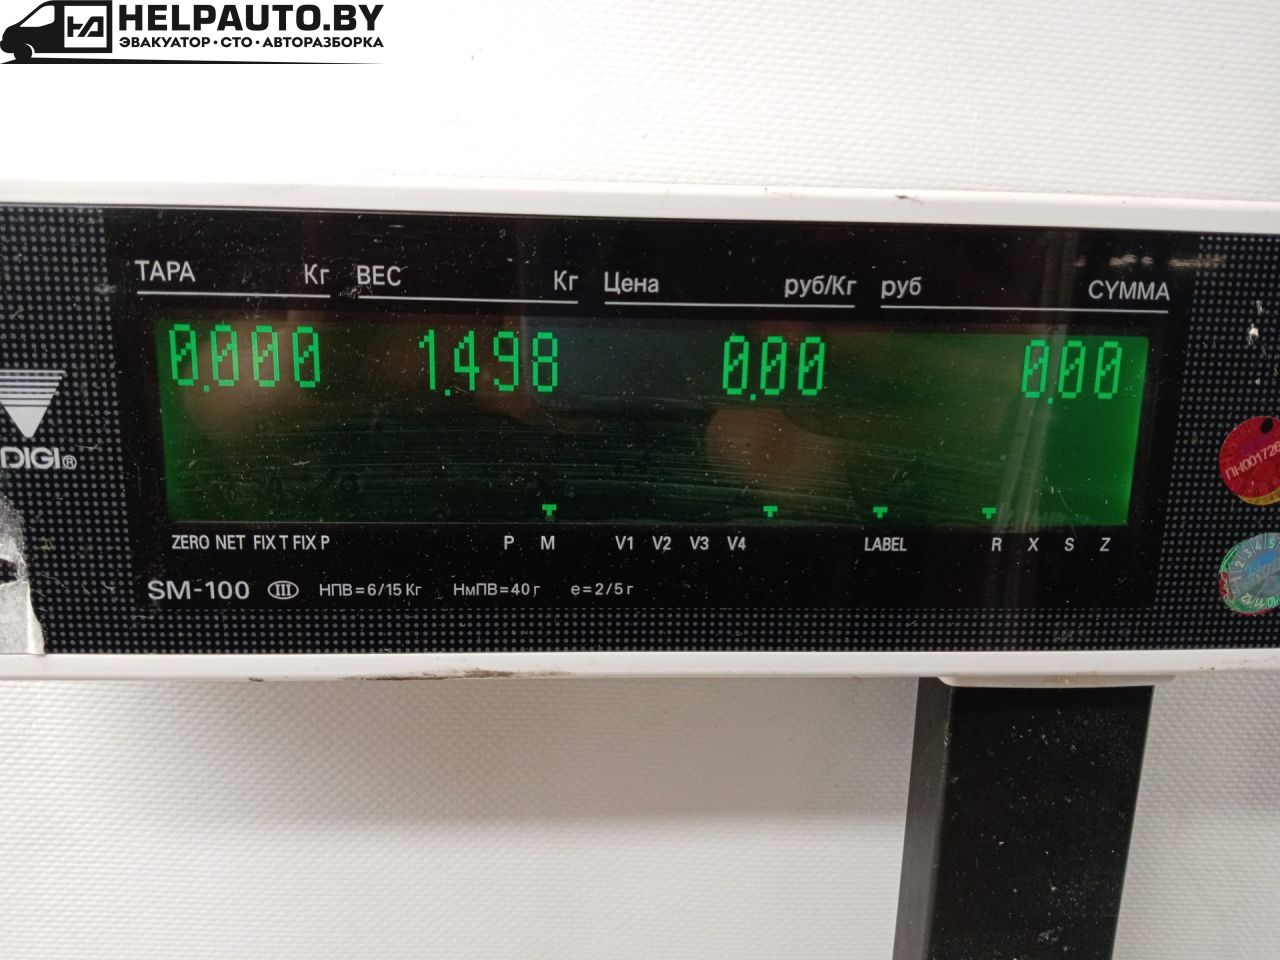 HELPAUTO.BY
ЭВАКУАТОР · СТО · АВТОРАЗБОРКА
ТАРА Кг ВЕС Кг Цена руб/Кг руб СУММА
0.000 1.498 0.00 0.00
DIGI®
ПН00172
ZERO NET FIX T FIX P P M V1 V2 V3 V4 LABEL R X S Z
SM-100 III НПВ=6/15 Кг НмПВ=40 г e=2/5 г